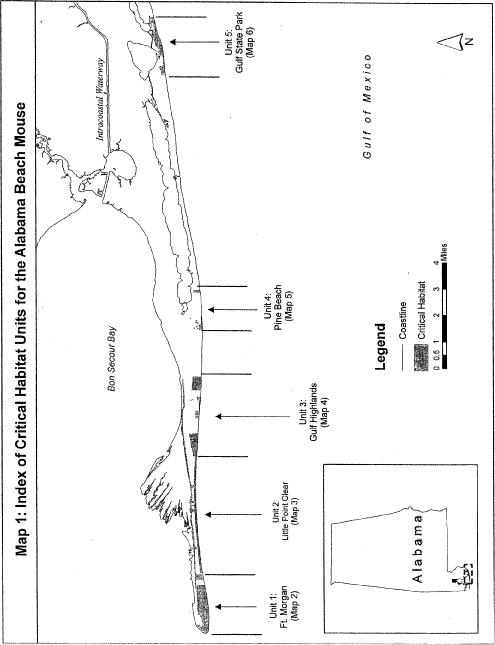 Map 1: Index of Critical Habitat Units for the Alabama Beach Mouse
Intracoastal Waterway
Unit 5:
Gulf State Park
(Map 6)
Bon Secour Bay
Gulf of Mexico
N
Unit 4:
Pine Beach
(Map 5)
Unit 3:
Gulf Highlands
(Map 4)
Unit 2:
Little Point Clear
(Map 3)
Unit 1:
Ft. Morgan
(Map 2)
Legend
Coastline
Critical Habitat
0 0.5 1 2 3 4
Miles
Alabama